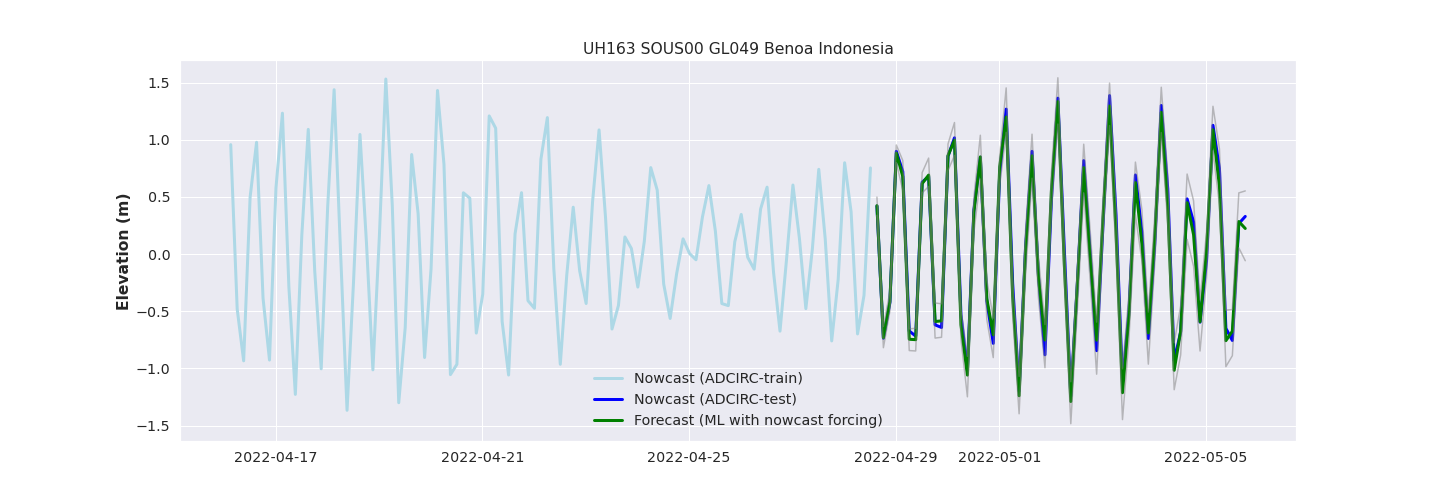 UH163 SOUS00 GL049 Benoa Indonesia
Elevation (m)
1.5
1.0
0.5
0.0
−0.5
−1.0
−1.5
Nowcast (ADCIRC-train)
Nowcast (ADCIRC-test)
Forecast (ML with nowcast forcing)
2022-04-17 2022-04-21 2022-04-25 2022-04-29 2022-05-01 2022-05-05